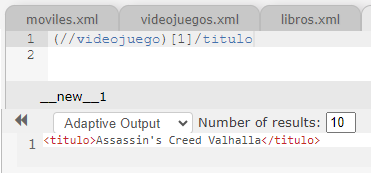 moviles.xml videojuegos.xml libros.xml
1 (//videojuego)[1]/titulo
2
__new__1
Adaptive Output Number of results: 10
1 <titulo>Assassin's Creed Valhalla</titulo>